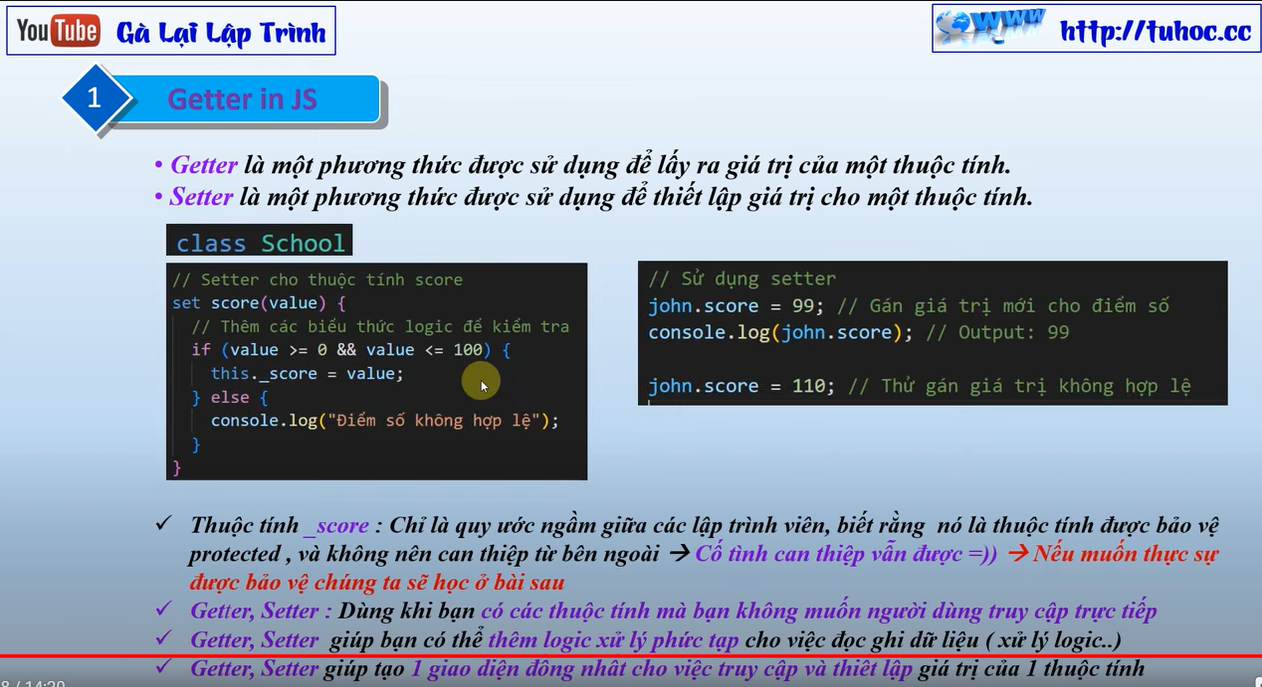 YouTube Gà Lại Lập Trình
WWW http://tuhoc.cc
1 Getter in JS
• Getter là một phương thức được sử dụng để lấy ra giá trị của một thuộc tính.
• Setter là một phương thức được sử dụng để thiết lập giá trị cho một thuộc tính.
class School
// Setter cho thuộc tính score
set score(value) {
// Thêm các biểu thức logic để kiểm tra
if (value >= 0 && value <= 100) {
this._score = value;
} else {
console.log("Điểm số không hợp lệ");
}
}
// Sử dụng setter
john.score = 99; // Gán giá trị mới cho điểm số
console.log(john.score); // Output: 99
john.score = 110; // Thử gán giá trị không hợp lệ
✓ Thuộc tính _score : Chỉ là quy ước ngầm giữa các lập trình viên, biết rằng nó là thuộc tính được bảo vệ
protected , và không nên can thiệp từ bên ngoài → Cố tình can thiệp vẫn được =)) → Nếu muốn thực sự
được bảo vệ chúng ta sẽ học ở bài sau
✓ Getter, Setter : Dùng khi bạn có các thuộc tính mà bạn không muốn người dùng truy cập trực tiếp
✓ Getter, Setter giúp bạn có thể thêm logic xử lý phức tạp cho việc đọc ghi dữ liệu ( xử lý logic..)
✓ Getter, Setter giúp tạo 1 giao diện đồng nhất cho việc truy cập và thiết lập giá trị của 1 thuộc tính